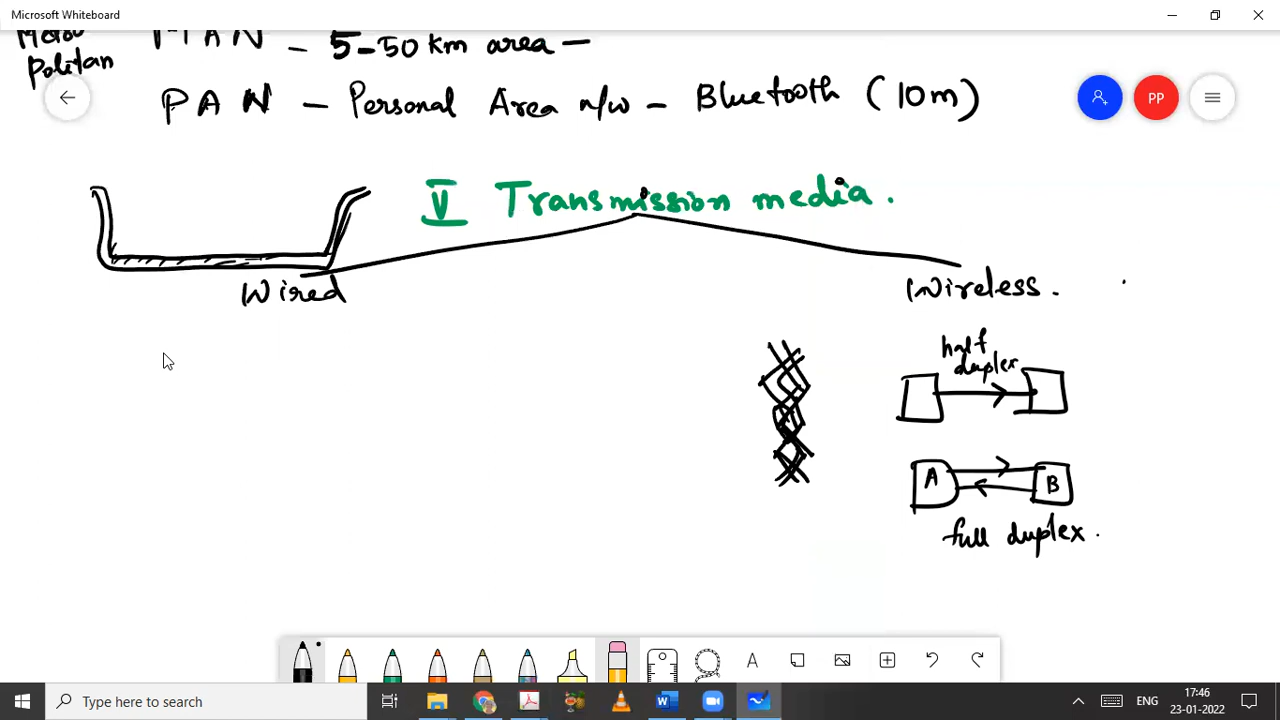 Microsoft Whiteboard
Metro
Politan
MAN - 5-50 km area -
PAN - Personal Area n/w - Bluetooth (10m)
PP
V Transmission media.
Wired
Wireless.
half
duplex
A
B
full duplex.
A
Type here to search
ENG
17:46
23-01-2022